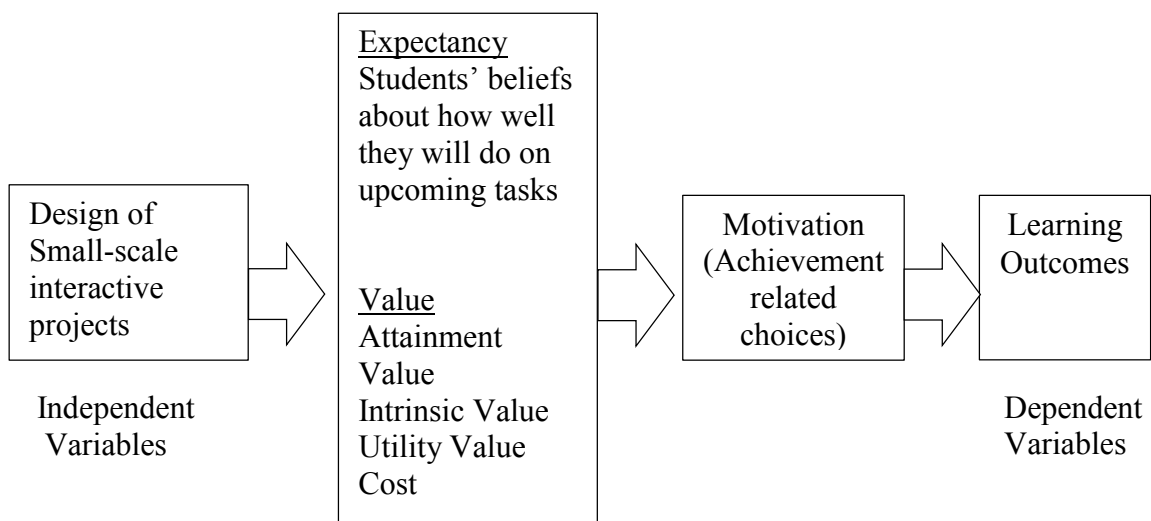 Design of
Small-scale
interactive
projects
Independent
Variables
Expectancy
Students’ beliefs
about how well
they will do on
upcoming tasks
Value
Attainment
Value
Intrinsic Value
Utility Value
Cost
Motivation
(Achievement
related
choices)
Learning
Outcomes
Dependent
Variables